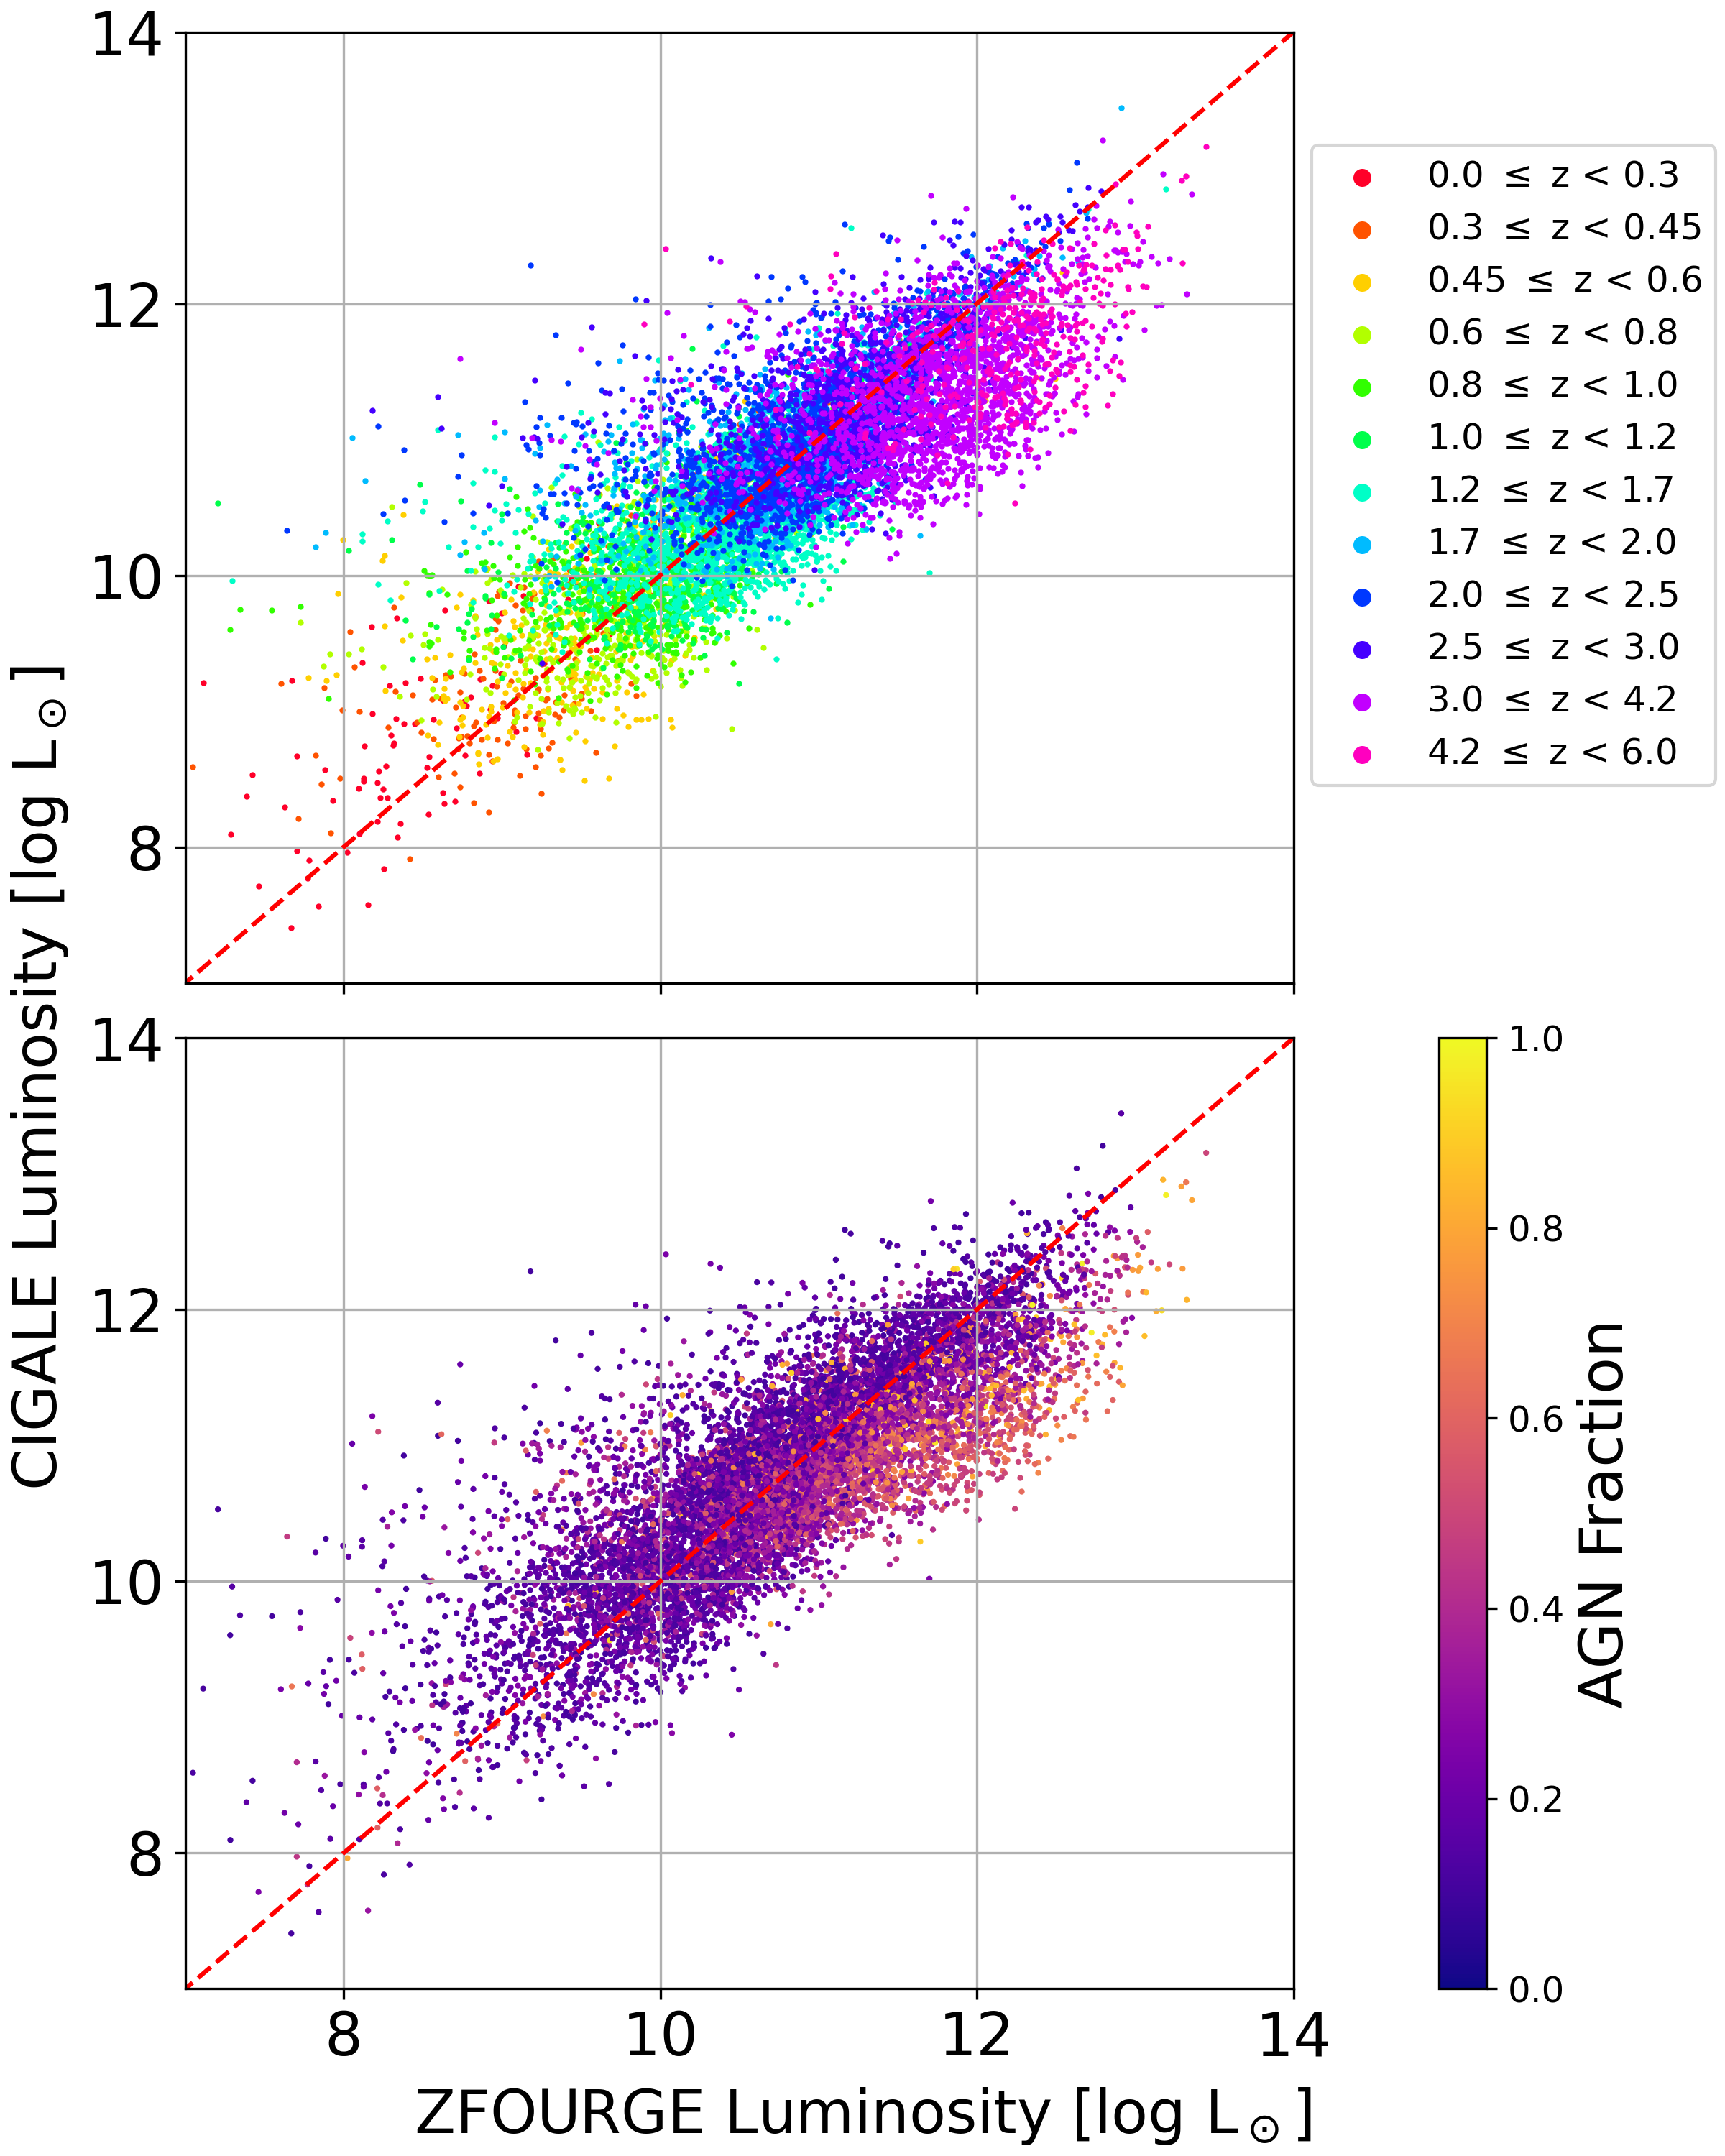 14
12
10
8
0.0 ≤ z < 0.3
0.3 ≤ z < 0.45
0.45 ≤ z < 0.6
0.6 ≤ z < 0.8
0.8 ≤ z < 1.0
1.0 ≤ z < 1.2
1.2 ≤ z < 1.7
1.7 ≤ z < 2.0
2.0 ≤ z < 2.5
2.5 ≤ z < 3.0
3.0 ≤ z < 4.2
4.2 ≤ z < 6.0
CIGALE Luminosity [log L⊙]
14
12
10
8
8
10
12
14
ZFOURGE Luminosity [log L⊙]
1.0
0.8
0.6
0.4
0.2
0.0
AGN Fraction